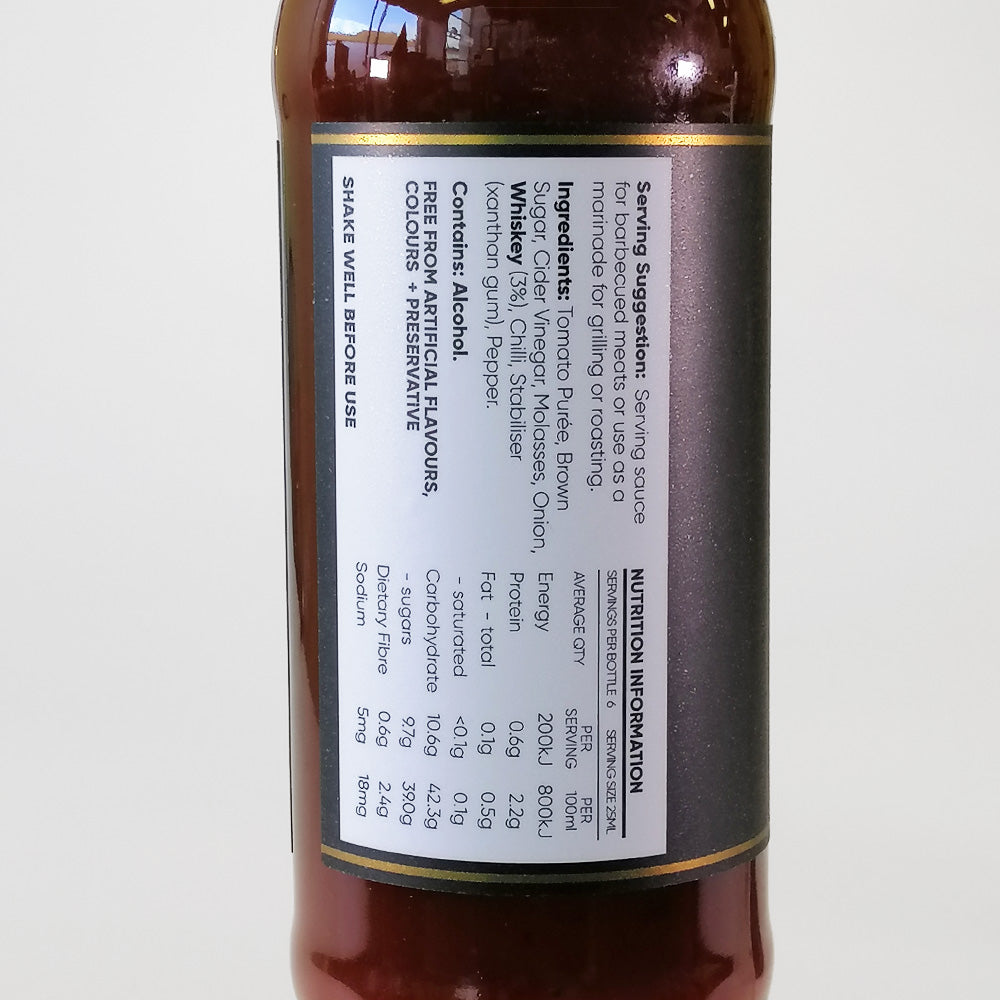 Serving Suggestion: Serving sauce
for barbecued meats or use as a
marinade for grilling or roasting.
Ingredients: Tomato Purée, Brown
Sugar, Cider Vinegar, Molasses, Onion,
Whiskey (3%), Chilli, Stabiliser
(xanthan gum), Pepper.
Contains: Alcohol.
FREE FROM ARTIFICIAL FLAVOURS,
COLOURS + PRESERVATIVE
SHAKE WELL BEFORE USE
NUTRITION INFORMATION
SERVINGS PER BOTTLE 6 SERVING SIZE 25ML
AVERAGE QTY PER SERVING PER 100ml
Energy 200kJ 800kJ
Protein 0.6g 2.2g
Fat - total 0.1g 0.5g
- saturated <0.1g 0.1g
Carbohydrate 10.6g 42.3g
- sugars 9.7g 39.0g
Dietary Fibre 0.6g 2.4g
Sodium 5mg 18mg